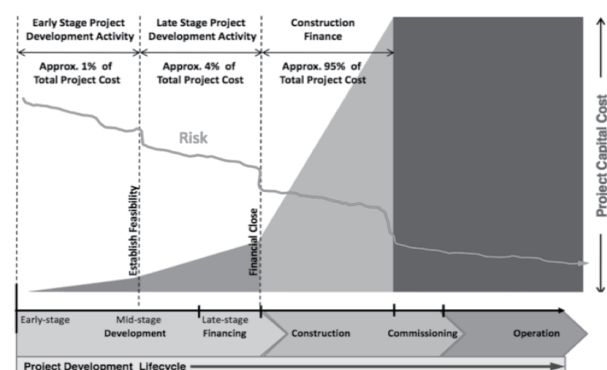 Early Stage Project
Development Activity
Late Stage Project
Development Activity
Construction
Finance
Approx. 1% of
Total Project Cost
Approx. 4% of
Total Project Cost
Approx. 95% of
Total Project Cost
Risk
Establish Feasibility
Financial Close
Project Capital Cost
Early-stage
Mid-stage
Late-stage
Development
Financing
Construction
Commissioning
Operation
Project Development Lifecycle